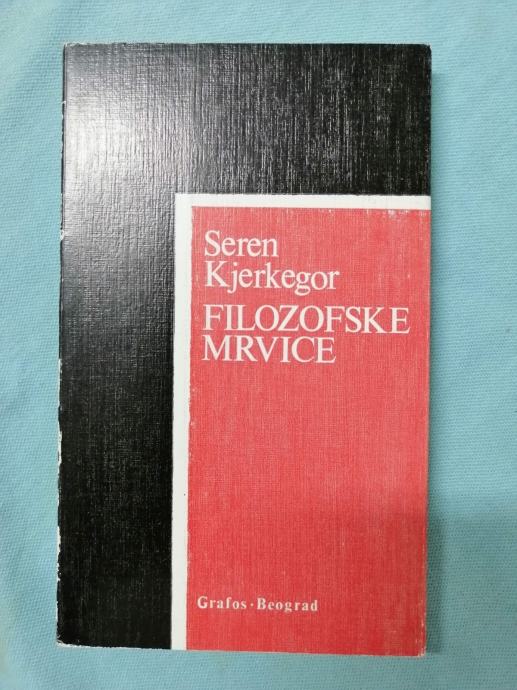 Seren
Kjerkegor
FILOZOFSKE
MRVICE
Grafos · Beograd